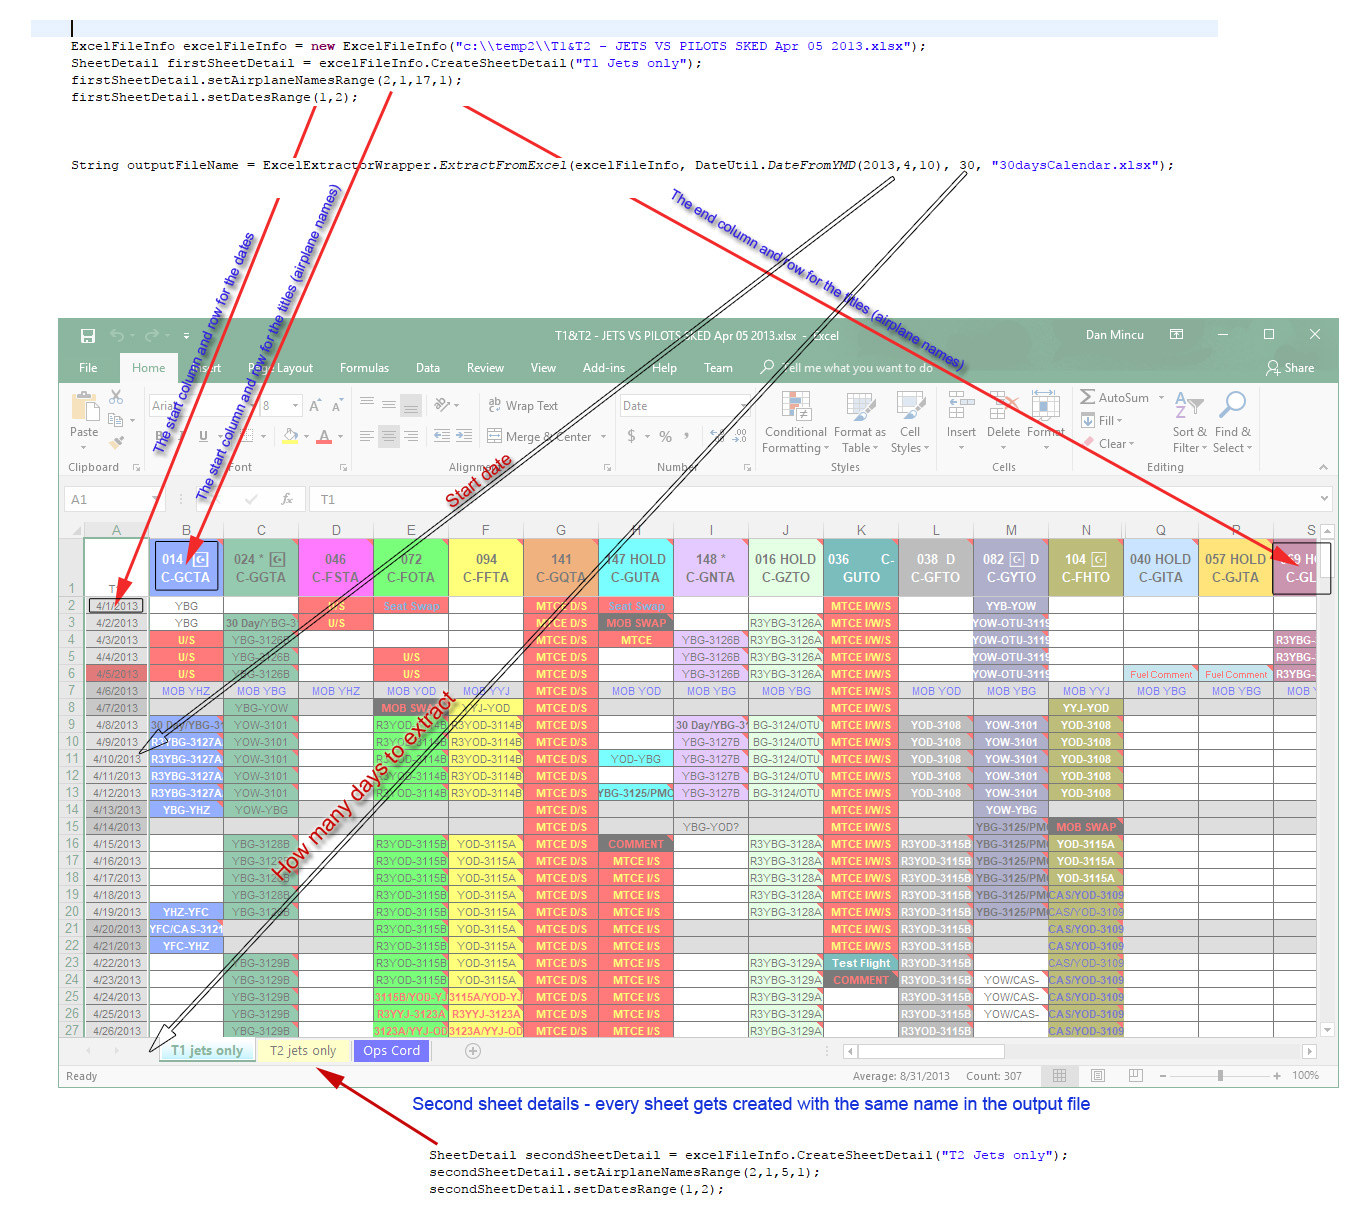 ExcelFileInfo excelFileInfo = new ExcelFileInfo("c:\\temp2\\T1&T2 - JETS VS PILOTS SKED Apr 05 2013.xlsx");
SheetDetail firstSheetDetail = excelFileInfo.CreateSheetDetail("T1 Jets only");
firstSheetDetail.setAirplaneNamesRange(2,1,17,1);
firstSheetDetail.setDatesRange(1,2);
String outputFileName = ExcelExtractorWrapper.ExtractFromExcel(excelFileInfo, DateUtil.DateFromYMD(2013,4,10), 30, "30daysCalendar.xlsx");
The start column and row for the dates
The start column and row for the titles (airplane names)
The end column and row for the titles (airplane names)
Start date
How many days to extract
T1&T2 - JETS VS PILOTS SKED Apr 05 2013.xlsx - Excel
Dan Mincu
File Home Insert Page Layout Formulas Data Review View Add-ins Help Team Tell me what you want to do Share
Paste 8 Wrap Text Merge & Center Date $ % , Conditional Formatting Format as Table Cell Styles Insert Delete Format AutoSum Fill Clear Sort & Filter Find & Select
Clipboard Font Alignment Number Styles Cells Editing
A1 fx T1
A B C D E F G H I J K L M N Q R S
1 014 C-GCTA 024 * C-GGTA 046 C-FSTA 072 C-FOTA 094 C-FFTA 141 C-GQTA 147 HOLD C-GUTA 148 * C-GNTA 016 HOLD C-GZTO 036 C-GUTO 038 D C-GFTO 082 D C-GYTO 104 C-FHTO 040 HOLD C-GITA 057 HOLD C-GJTA C-GL
2 4/1/2013 YBG U/S Seat Swap MTCE D/S Seat Swap MTCE I/W/S YYB-YOW
3 4/2/2013 YBG 30 Day/YBG-3 U/S MTCE D/S MOB SWAP R3YBG-3126A MTCE I/W/S YOW-OTU-3119
4 4/3/2013 U/S YBG-3126B MTCE D/S MTCE YBG-3126B R3YBG-3126A MTCE I/W/S YOW-OTU-3119 R3YBG-
5 4/4/2013 U/S YBG-3126B U/S MTCE D/S YBG-3126B R3YBG-3126A MTCE I/W/S YOW-OTU-3119 R3YBG-
6 4/5/2013 U/S YBG-3126B U/S MTCE D/S YBG-3126B R3YBG-3126A MTCE I/W/S YOW-OTU-3119 Fuel Comment Fuel Comment R3YBG-
7 4/6/2013 MOB YHZ MOB YBG MOB YHZ MOB YOD MOB YYJ MTCE D/S MOB YOD MOB YBG MOB YBG MTCE I/W/S MOB YOD MOB YBG MOB YYJ MOB YBG MOB YBG MOB Y
8 4/7/2013 YBG-YOW MOB SWAP YYJ-YOD MTCE D/S MTCE I/W/S YYJ-YOD
9 4/8/2013 30 Day/YBG-31 YOW-3101 R3YOD-3114B R3YOD-3114B MTCE D/S 30 Day/YBG-3 BG-3124/OTU MTCE I/W/S YOD-3108 YOW-3101 YOD-3108
10 4/9/2013 R3YBG-3127A YOW-3101 R3YOD-3114B R3YOD-3114B MTCE D/S YBG-3127B BG-3124/OTU MTCE I/W/S YOD-3108 YOW-3101 YOD-3108
11 4/10/2013 R3YBG-3127A YOW-3101 R3YOD-3114B R3YOD-3114B MTCE D/S YOD-YBG YBG-3127B BG-3124/OTU MTCE I/W/S YOD-3108 YOW-3101 YOD-3108
12 4/11/2013 R3YBG-3127A YOW-3101 R3YOD-3114B R3YOD-3114B MTCE D/S YBG-3127B BG-3124/OTU MTCE I/W/S YOD-3108 YOW-3101 YOD-3108
13 4/12/2013 R3YBG-3127A YOW-3101 R3YOD-3114B R3YOD-3114B MTCE D/S YBG-3125/PMO YBG-3127B BG-3124/OTU MTCE I/W/S YOD-3108 YOW-3101 YOD-3108
14 4/13/2013 YBG-YHZ YOW-YBG MTCE D/S MTCE I/W/S YOW-YBG
15 4/14/2013 MTCE D/S YBG-YOD? MTCE I/W/S YBG-3125/PMO MOB SWAP
16 4/15/2013 YBG-3128B R3YOD-3115B YOD-3115A MTCE D/S COMMENT R3YBG-3128A MTCE I/W/S R3YOD-3115B YBG-3125/PMO YOD-3115A
17 4/16/2013 YBG-3128B R3YOD-3115B YOD-3115A MTCE D/S MTCE I/S R3YBG-3128A MTCE I/W/S R3YOD-3115B YBG-3125/PMO YOD-3115A
18 4/17/2013 YBG-3128B R3YOD-3115B YOD-3115A MTCE D/S MTCE I/S R3YBG-3128A MTCE I/W/S R3YOD-3115B YBG-3125/PMO YOD-3115A
19 4/18/2013 YBG-3128B R3YOD-3115B YOD-3115A MTCE D/S MTCE I/S R3YBG-3128A MTCE I/W/S R3YOD-3115B YBG-3125/PMO CAS/YOD-3109
20 4/19/2013 YHZ-YFC YBG-3128B R3YOD-3115B YOD-3115A MTCE D/S MTCE I/S R3YBG-3128A MTCE I/W/S R3YOD-3115B YBG-3125/PMO CAS/YOD-3109
21 4/20/2013 YFC/CAS-3121 R3YOD-3115B YOD-3115A MTCE D/S MTCE I/S MTCE I/W/S R3YOD-3115B CAS/YOD-3109
22 4/21/2013 YFC-YHZ R3YOD-3115B YOD-3115A MTCE D/S MTCE I/S MTCE I/W/S R3YOD-3115B CAS/YOD-3109
23 4/22/2013 YBG-3129B R3YOD-3115B YOD-3115A MTCE D/S MTCE I/S R3YBG-3129A Test Flight R3YOD-3115B CAS/YOD-3109
24 4/23/2013 YBG-3129B R3YOD-3115B YOD-3115A MTCE D/S MTCE I/S R3YBG-3129A COMMENT R3YOD-3115B YOW/CAS- CAS/YOD-3109
25 4/24/2013 YBG-3129B 3115B/YOD-YJ 3115A/YOD-YJ MTCE D/S MTCE I/S R3YBG-3129A R3YOD-3115B YOW/CAS- CAS/YOD-3109
26 4/25/2013 YBG-3129B R3YYJ-3123A R3YYJ-3123A MTCE D/S MTCE I/S R3YBG-3129A R3YOD-3115B YOW/CAS- CAS/YOD-3109
27 4/26/2013 YBG-3129B 3123A/YYJ-OD 3123A/YYJ-OD MTCE D/S MTCE I/S R3YBG-3129A R3YOD-3115B CAS/YOD-3109
T1 jets only T2 jets only Ops Cord
Ready Average: 8/31/2013 Count: 307 100%
Second sheet details - every sheet gets created with the same name in the output file
SheetDetail secondSheetDetail = excelFileInfo.CreateSheetDetail("T2 Jets only");
secondSheetDetail.setAirplaneNamesRange(2,1,5,1);
secondSheetDetail.setDatesRange(1,2);